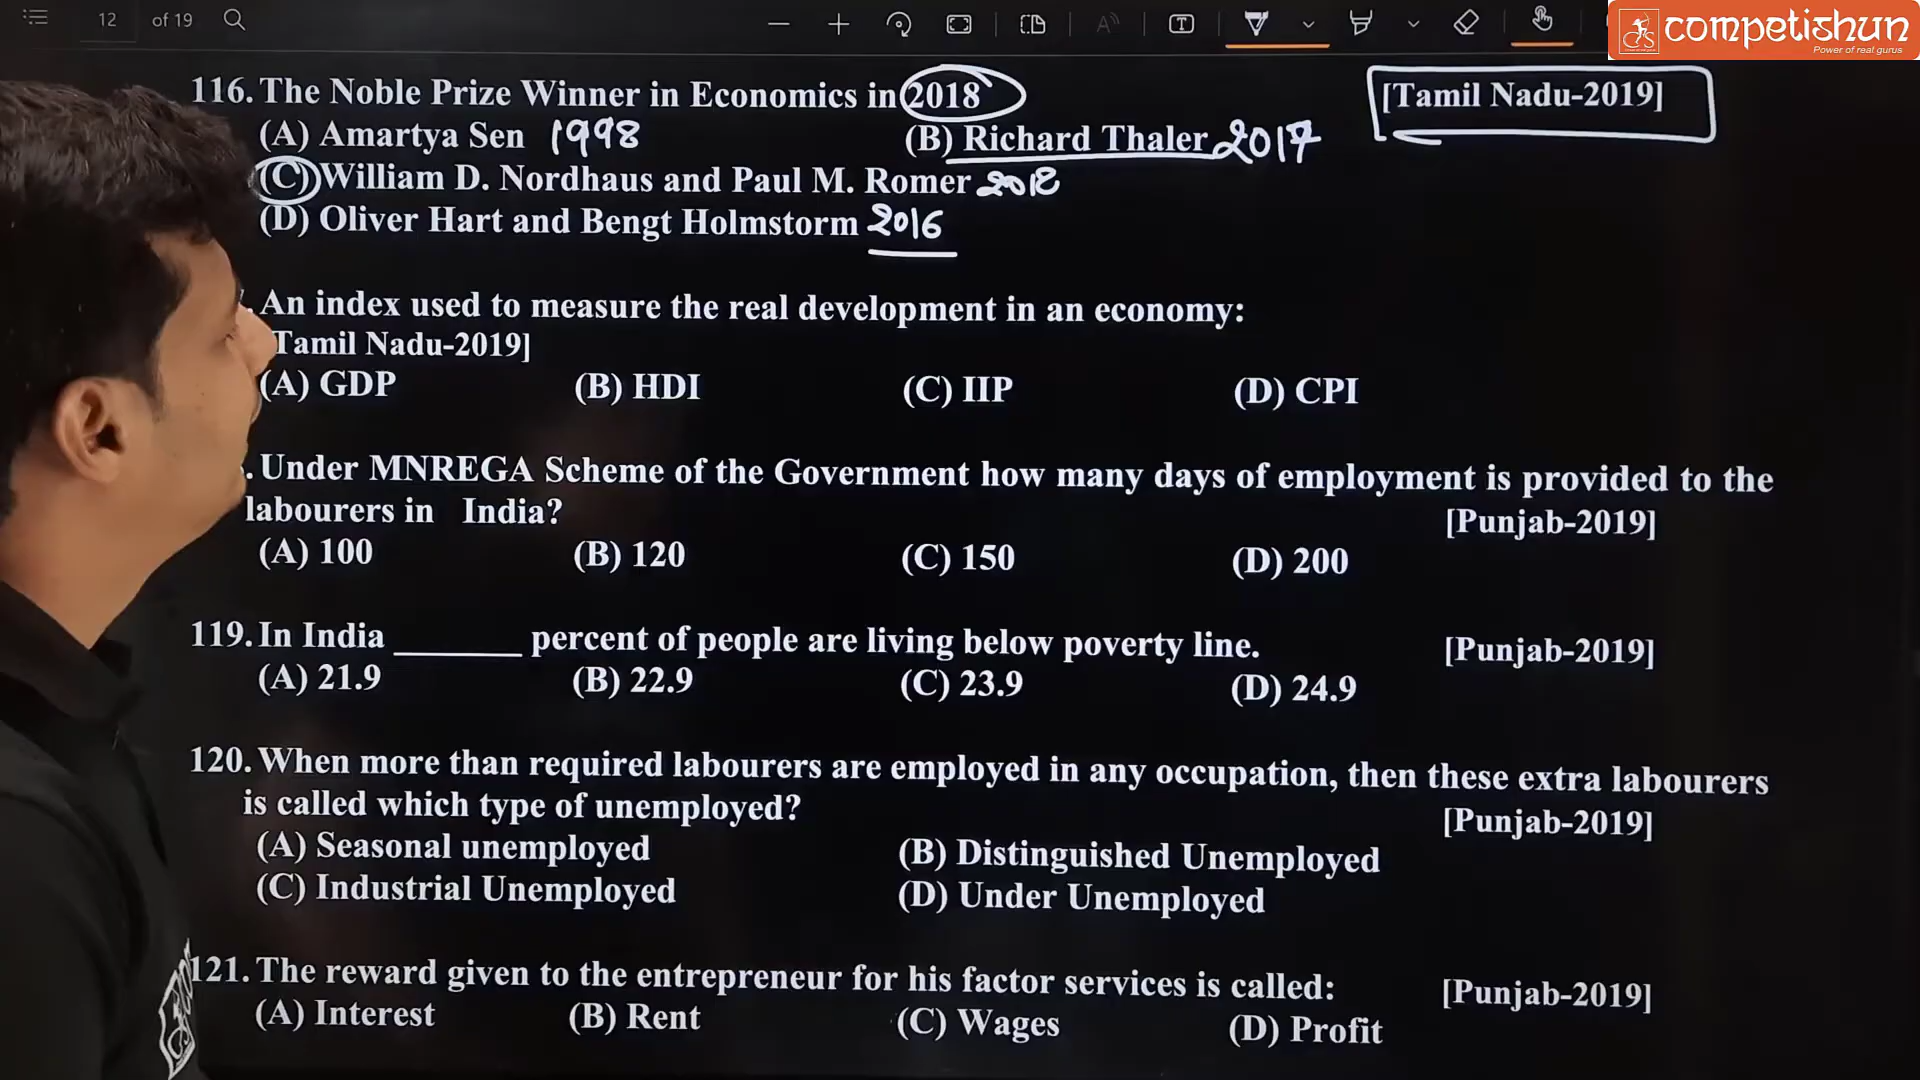 12 of 19
competishun
Power of real gurus
116. The Noble Prize Winner in Economics in 2018 [Tamil Nadu-2019]
(A) Amartya Sen 1998 (B) Richard Thaler 2017
(C) William D. Nordhaus and Paul M. Romer 2018
(D) Oliver Hart and Bengt Holmstorm 2016
. An index used to measure the real development in an economy:
Tamil Nadu-2019]
(A) GDP (B) HDI (C) IIP (D) CPI
. Under MNREGA Scheme of the Government how many days of employment is provided to the
labourers in India? [Punjab-2019]
(A) 100 (B) 120 (C) 150 (D) 200
119. In India _______ percent of people are living below poverty line. [Punjab-2019]
(A) 21.9 (B) 22.9 (C) 23.9 (D) 24.9
120. When more than required labourers are employed in any occupation, then these extra labourers
is called which type of unemployed? [Punjab-2019]
(A) Seasonal unemployed (B) Distinguished Unemployed
(C) Industrial Unemployed (D) Under Unemployed
121. The reward given to the entrepreneur for his factor services is called: [Punjab-2019]
(A) Interest (B) Rent (C) Wages (D) Profit